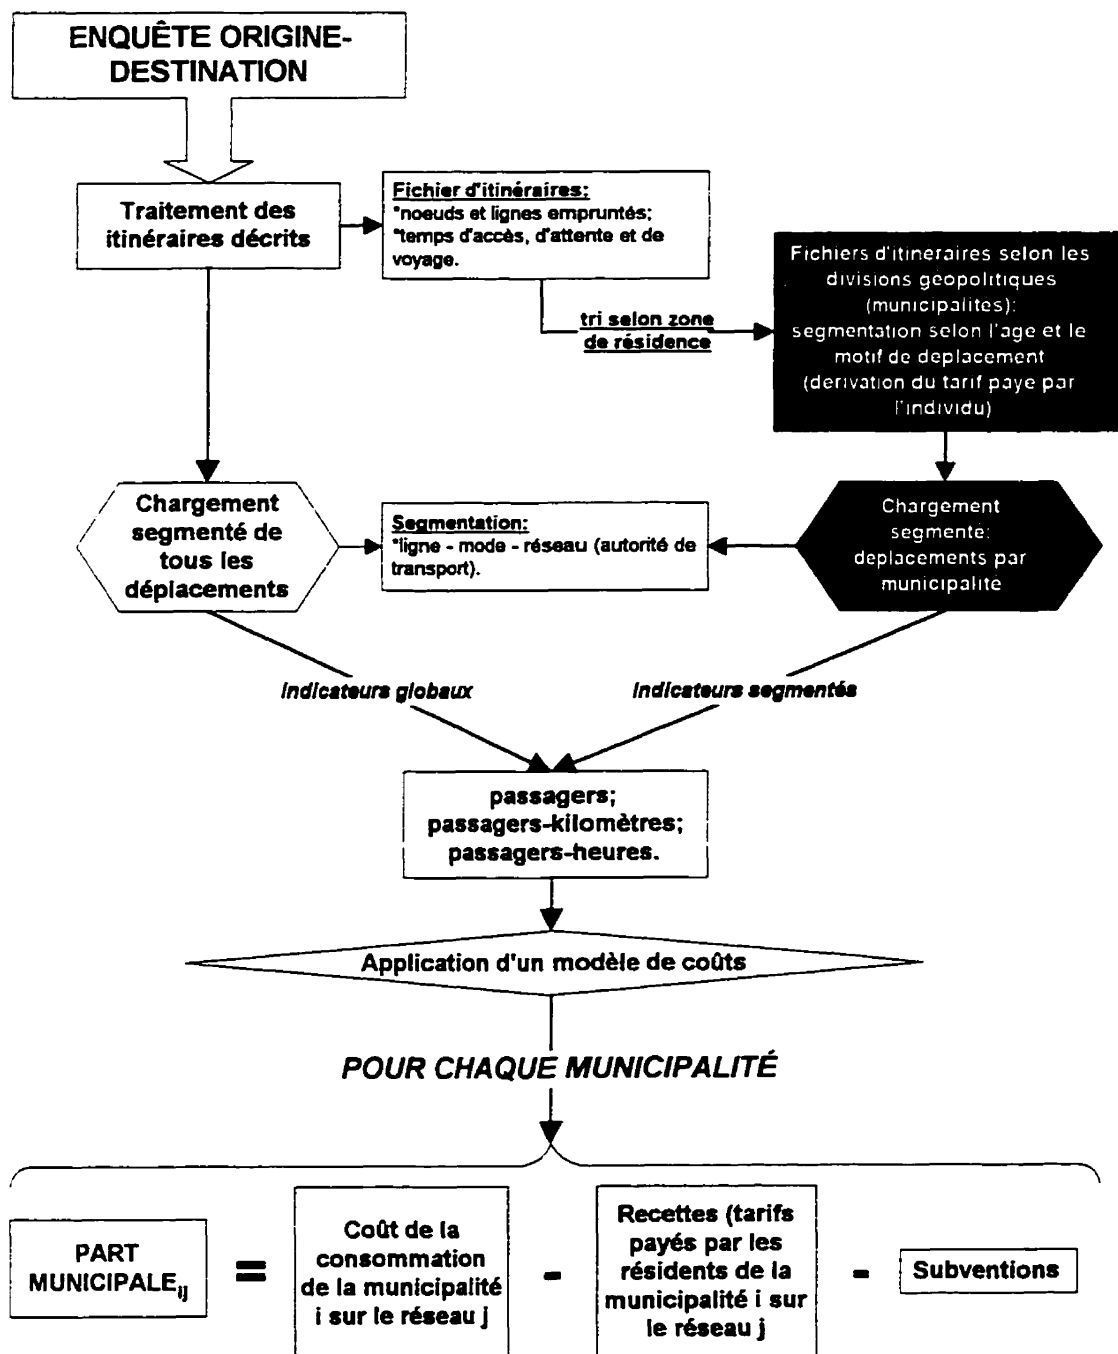 ENQUÊTE ORIGINE-
DESTINATION
Traitement des
itinéraires décrits
Fichier d'itinéraires:
*noeuds et lignes empruntés;
*temps d'accès, d'attente et de
voyage.
tri selon zone
de résidence
Fichiers d'itineraires selon les
divisions géopolitiques
(municipalites):
segmentation selon l'age et le
motif de deplacement
(derivation du tarif paye par
l'individu)
Chargement
segmenté de
tous les
déplacements
Segmentation:
*ligne - mode - réseau (autorité de
transport).
Chargement
segmenté:
deplacements par
municipalité
Indicateurs globaux
Indicateurs segmentés
passagers;
passagers-kilomètres;
passagers-heures.
Application d'un modèle de coûts
POUR CHAQUE MUNICIPALITÉ
PART
MUNICIPALEij
=
Coût de la
consommation
de la municipalité
i sur le réseau j
-
Recettes (tarifs
payés par les
résidents de la
municipalité i sur
le réseau j
-
Subventions